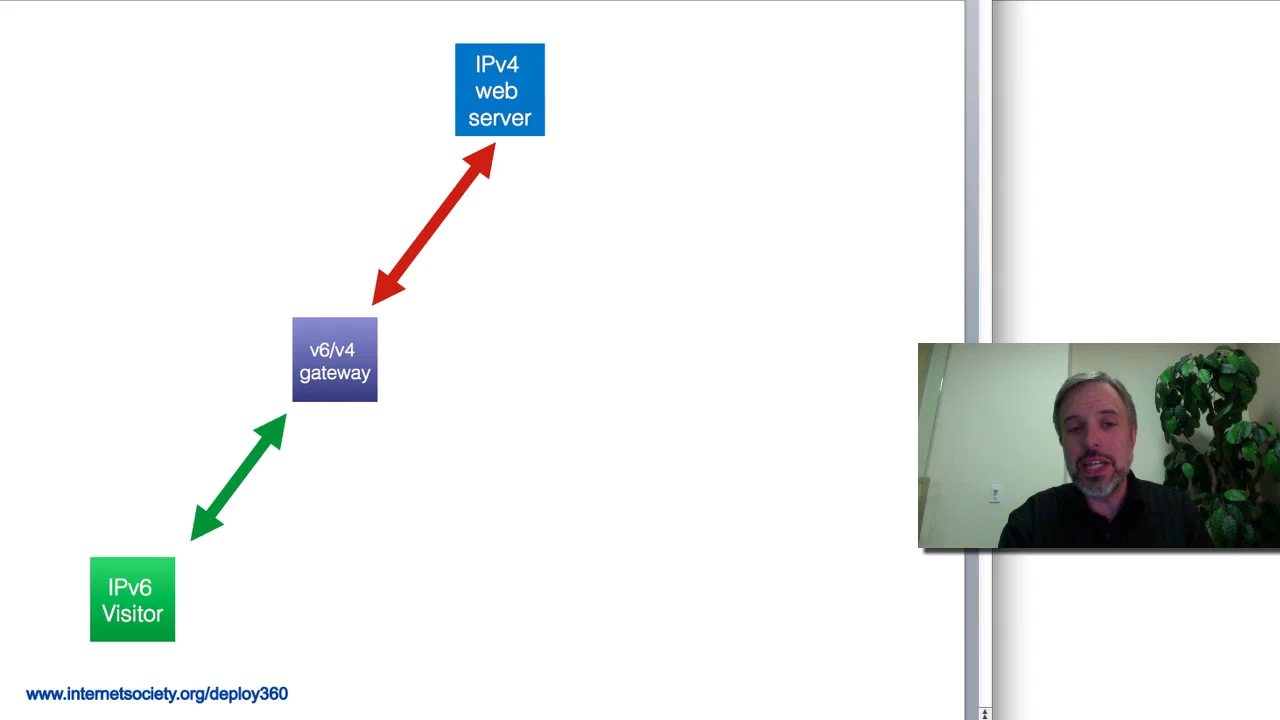 IPv4
web
server
v6/v4
gateway
IPv6
Visitor
www.internetsociety.org/deploy360